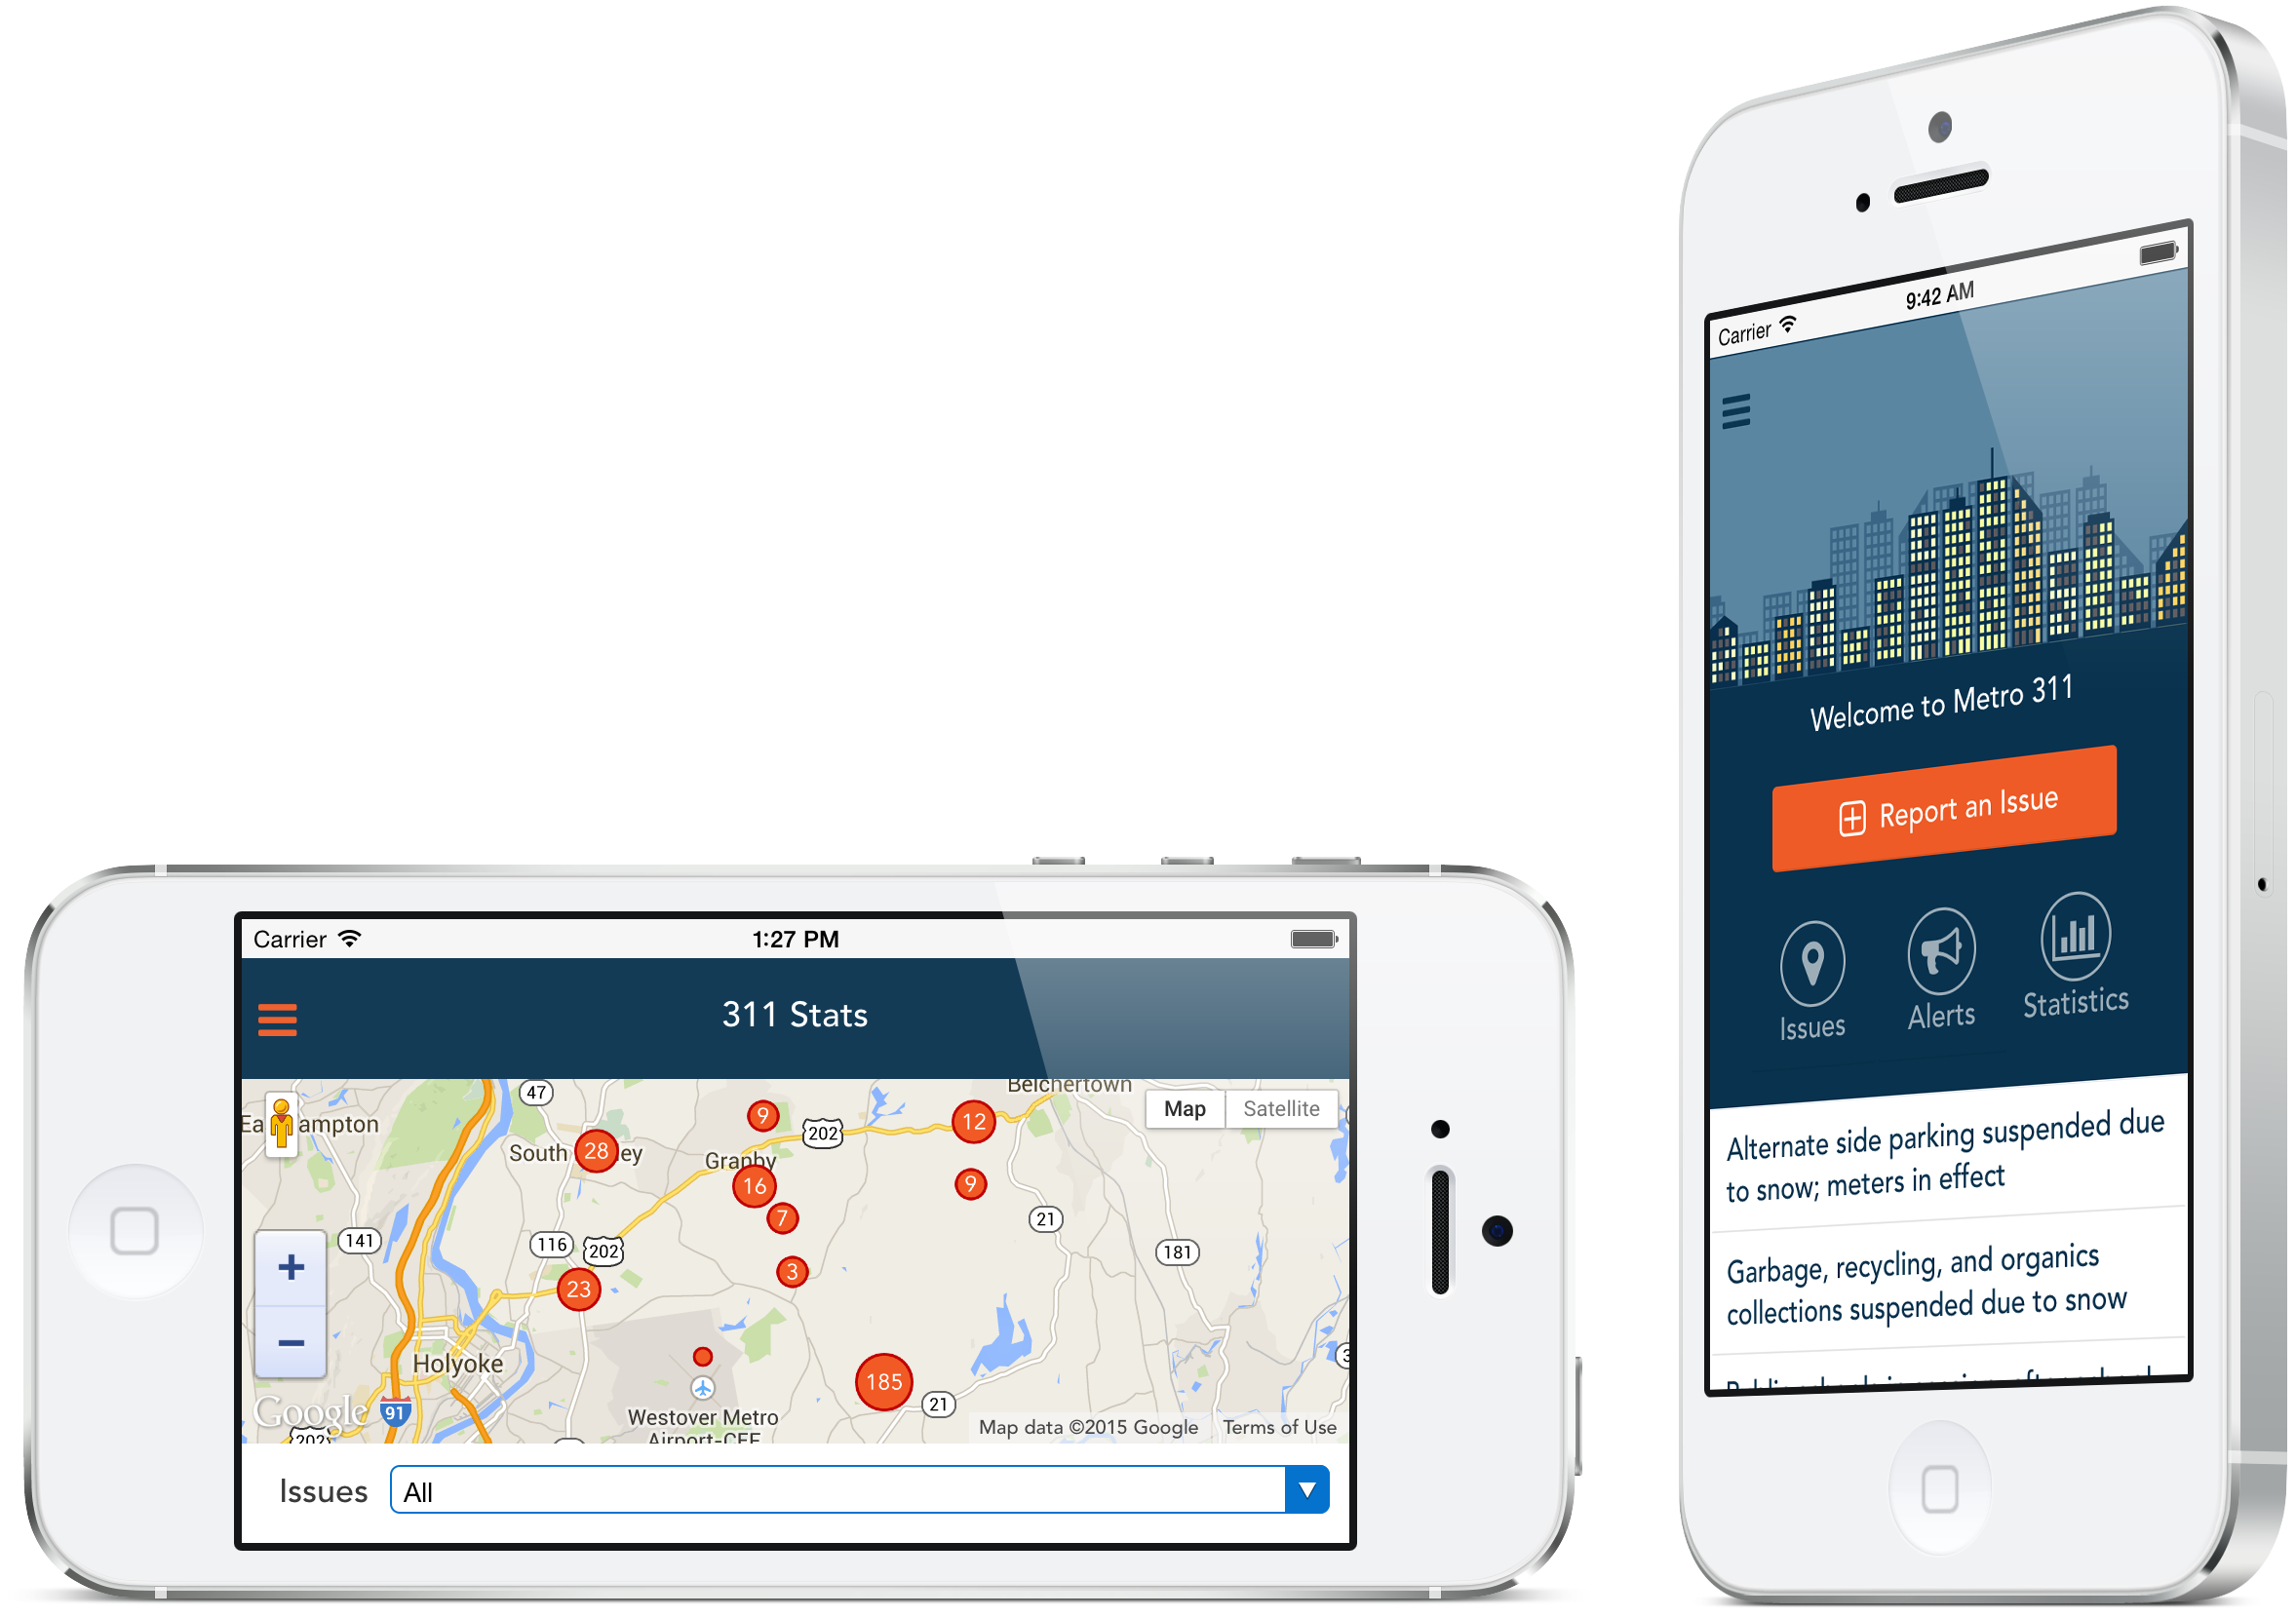 Carrier
1:27 PM
311 Stats
Belchertown
47
9
12
Map
Satellite
Ea ampton
202
South ey
28
Granby
16
9
7
21
141
116
202
181
3
23
+
−
Holyoke
185
3
Google
91
21
Westover Metro
Airport-CEF
202
Map data ©2015 Google
Terms of Use
Issues
All
Carrier
9:42 AM
Welcome to Metro 311
Report an Issue
Issues
Alerts
Statistics
Alternate side parking suspended due
to snow; meters in effect
Garbage, recycling, and organics
collections suspended due to snow